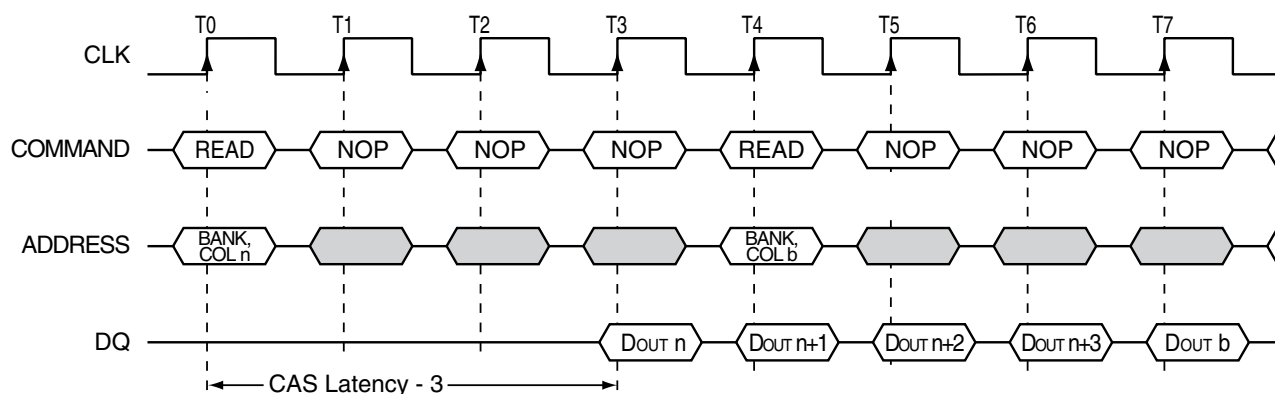 T0 T1 T2 T3 T4 T5 T6 T7
CLK
COMMAND READ NOP NOP NOP READ NOP NOP NOP
ADDRESS BANK, COL n BANK, COL b
DQ DOUT n DOUT n+1 DOUT n+2 DOUT n+3 DOUT b
CAS Latency - 3